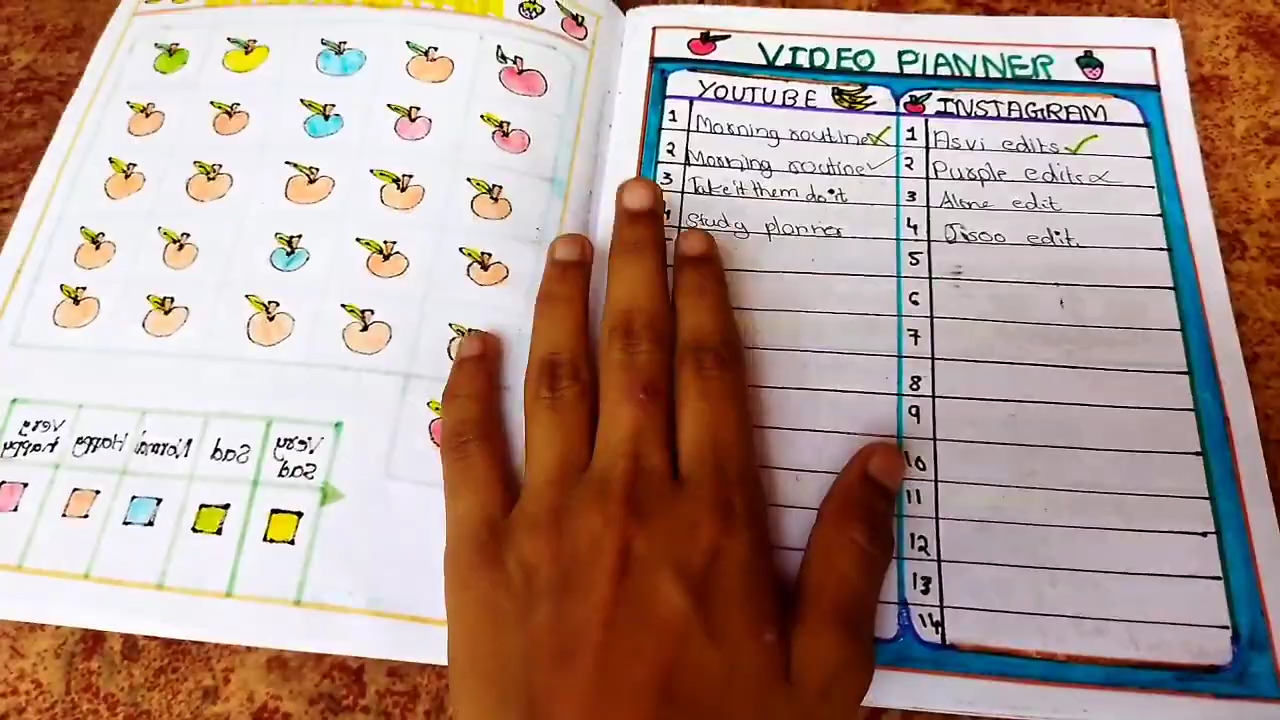 Very happy
Happy
Normal
Sad
Very Sad
VIDEO PLANNER
YOUTUBE
1 Morning routine
2 Morning routine ✓
3 Take it them do it
4 Study planner
INSTAGRAM
1 Asvi edits ✓
2 Purple edits
3 Alone edit
4 Jisoo edit.
5
6
7
8
9
10
11
12
13
14